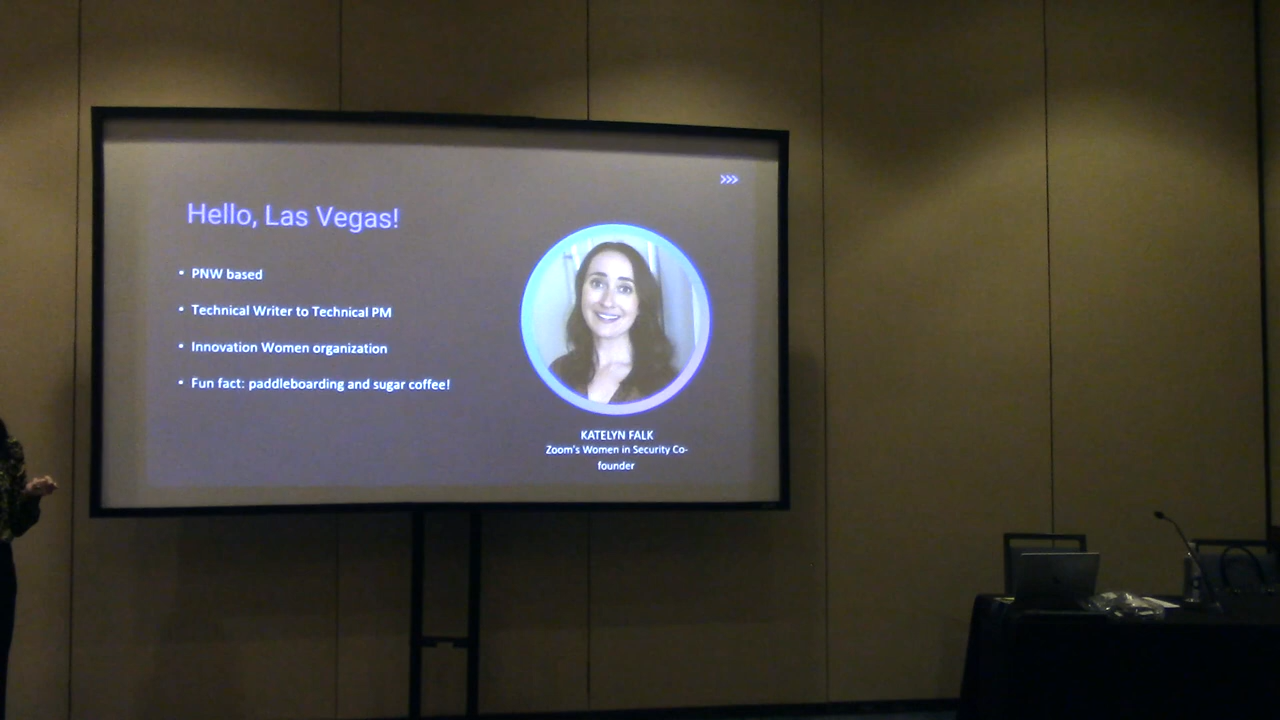 >>>
Hello, Las Vegas!
• PNW based
• Technical Writer to Technical PM
• Innovation Women organization
• Fun fact: paddleboarding and sugar coffee!
KATELYN FALK
Zoom's Women in Security Co-
founder